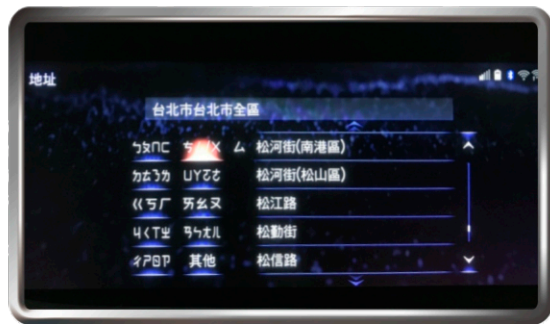 地址
台北市台北市全區
ㄅㄆㄇㄈ ㄘ ㄨ ㄙ 松河街(南港區)
ㄉㄊㄋㄌ ㄩㄚㄛㄜ 松河街(松山區)
ㄍㄎㄏ ㄞㄠㄡ 松江路
ㄐㄑㄒㄓ ㄢㄣㄤㄦ 松勤街
ㄔㄕㄖㄗ 其他 松信路